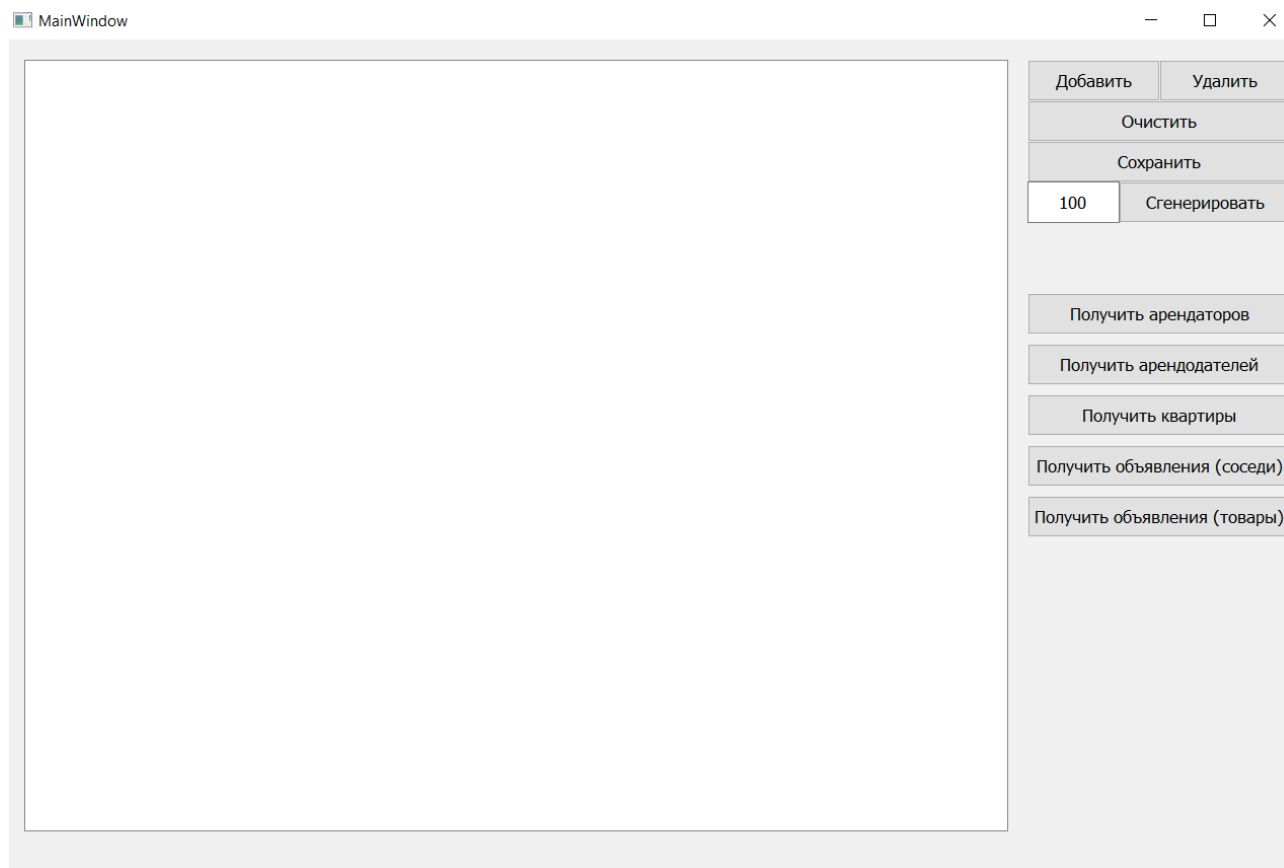 MainWindow
Добавить Удалить
Очистить
Сохранить
100 Сгенерировать
Получить арендаторов
Получить арендодателей
Получить квартиры
Получить объявления (соседи)
Получить объявления (товары)